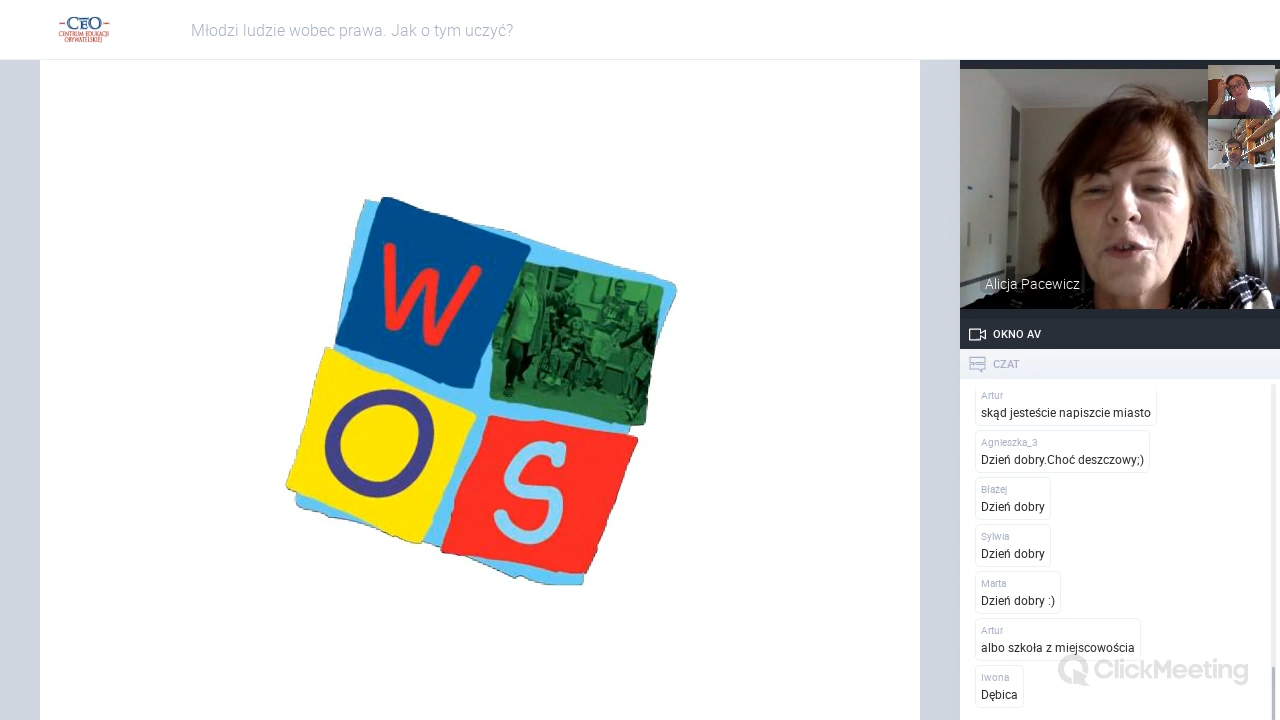 CEO
CENTRUM EDUKACJI
OBYWATELSKIEJ
Młodzi ludzie wobec prawa. Jak o tym uczyć?
W
O
S
Alicja Pacewicz
OKNO AV
CZAT
Artur
skąd jesteście napiszcie miasto
Agnieszka_3
Dzień dobry.Choć deszczowy;)
Błażej
Dzień dobry
Sylwia
Dzień dobry
Marta
Dzień dobry :)
Artur
albo szkoła z miejscowościa
Iwona
Dębica
ClickMeeting